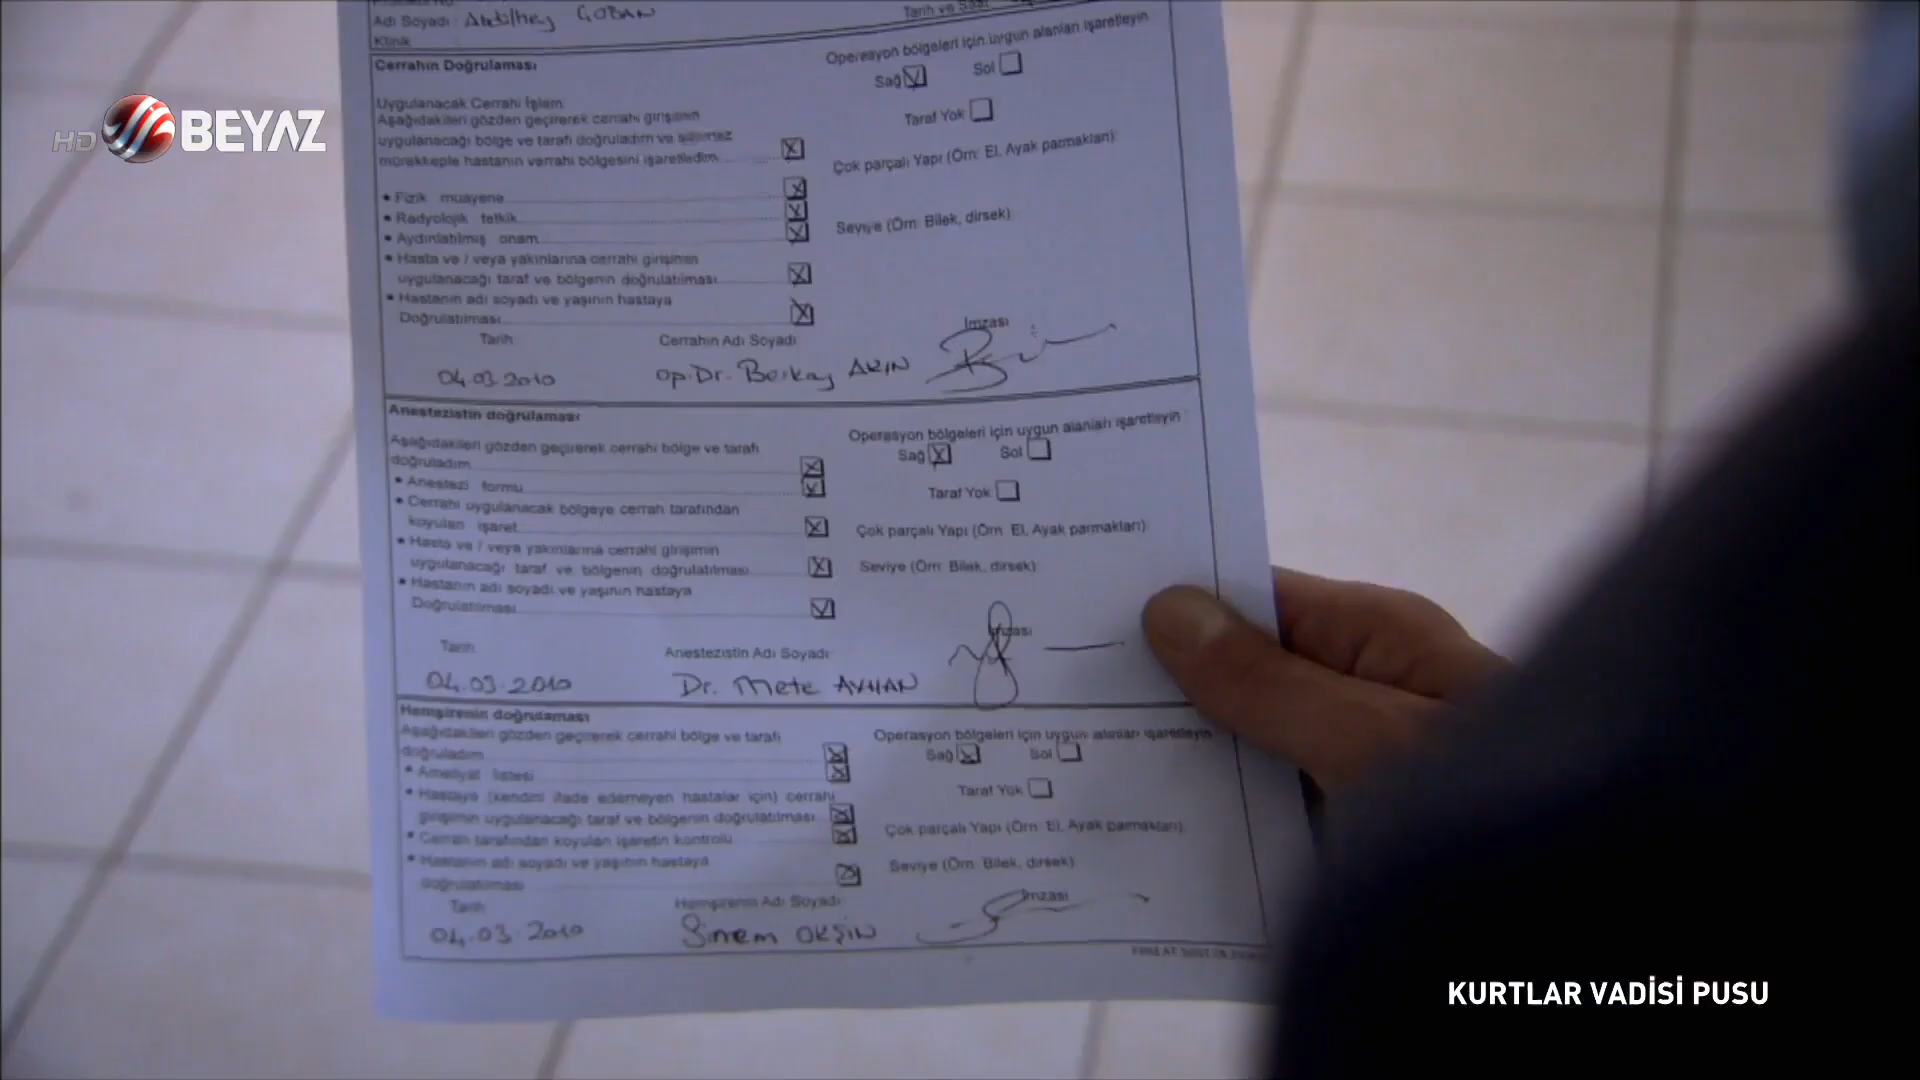 Adı Soyadı : Abdülhey ÇOBAN
Tarih ve Saat
Klinik
Cerrahın Doğrulaması
Operasyon bölgeleri için uygun alanları işaretleyin
Sağ Sol
Uygulanacak Cerrahi İşlem
Aşağıdakileri gözden geçirerek cerrahi girişimin
Taraf Yok
uygulanacağı bölge ve tarafı doğruladım ve silinmez
mürekkeple hastanın verrahi bölgesini işaretledim
Çok parçalı Yapı (Örn: El, Ayak parmakları):
• Fizik muayene
• Radyolojik tetkik
Seviye (Örn: Bilek, dirsek)
• Aydınlatılmış onam
• Hasta ve / veya yakınlarına cerrahi girişimin
uygulanacağı taraf ve bölgenin doğrulatılması
• Hastanın adı soyadı ve yaşının hastaya
Doğrulatılması
Tarih Cerrahın Adı Soyadı İmzası
04.03.2010 op.Dr. Berkay AKIN
Anestezistin doğrulaması
Operasyon bölgeleri için uygun alanları işaretleyin
Aşağıdakileri gözden geçirerek cerrahi bölge ve tarafı
Sağ Sol
doğruladım
• Anestezi formu
Taraf Yok
• Cerrahi uygulanacak bölgeye cerrah tarafından
koyulan işaret
Çok parçalı Yapı (Örn: El, Ayak parmakları):
• Hasta ve / veya yakınlarına cerrahi girişimin
uygulanacağı taraf ve bölgenin doğrulatılması
Seviye (Örn: Bilek, dirsek)
• Hastanın adı soyadı ve yaşının hastaya
Doğrulatılması
Tarih Anestezistin Adı Soyadı İmzası
04.03.2010 Dr. Mete AYHAN
Hemşirenin doğrulaması
Operasyon bölgeleri için uygun alanları işaretleyin
Aşağıdakileri gözden geçirerek cerrahi bölge ve tarafı
Sağ Sol
doğruladım
• Ameliyat listesi
Taraf Yok
• Hastaya (kendini ifade edemeyen hastalar için) cerrahi
girişimin uygulanacağı taraf ve bölgenin doğrulatılması
• Cerrah tarafından koyulan işaretin kontrolü
Çok parçalı Yapı (Örn: El, Ayak parmakları):
• Hastanın adı soyadı ve yaşının hastaya
doğrulatılması
Seviye (Örn: Bilek, dirsek)
Tarih Hemşirenin Adı Soyadı İmzası
04.03.2010 Sinem OKŞİN
HD BEYAZ
KURTLAR VADİSİ PUSU